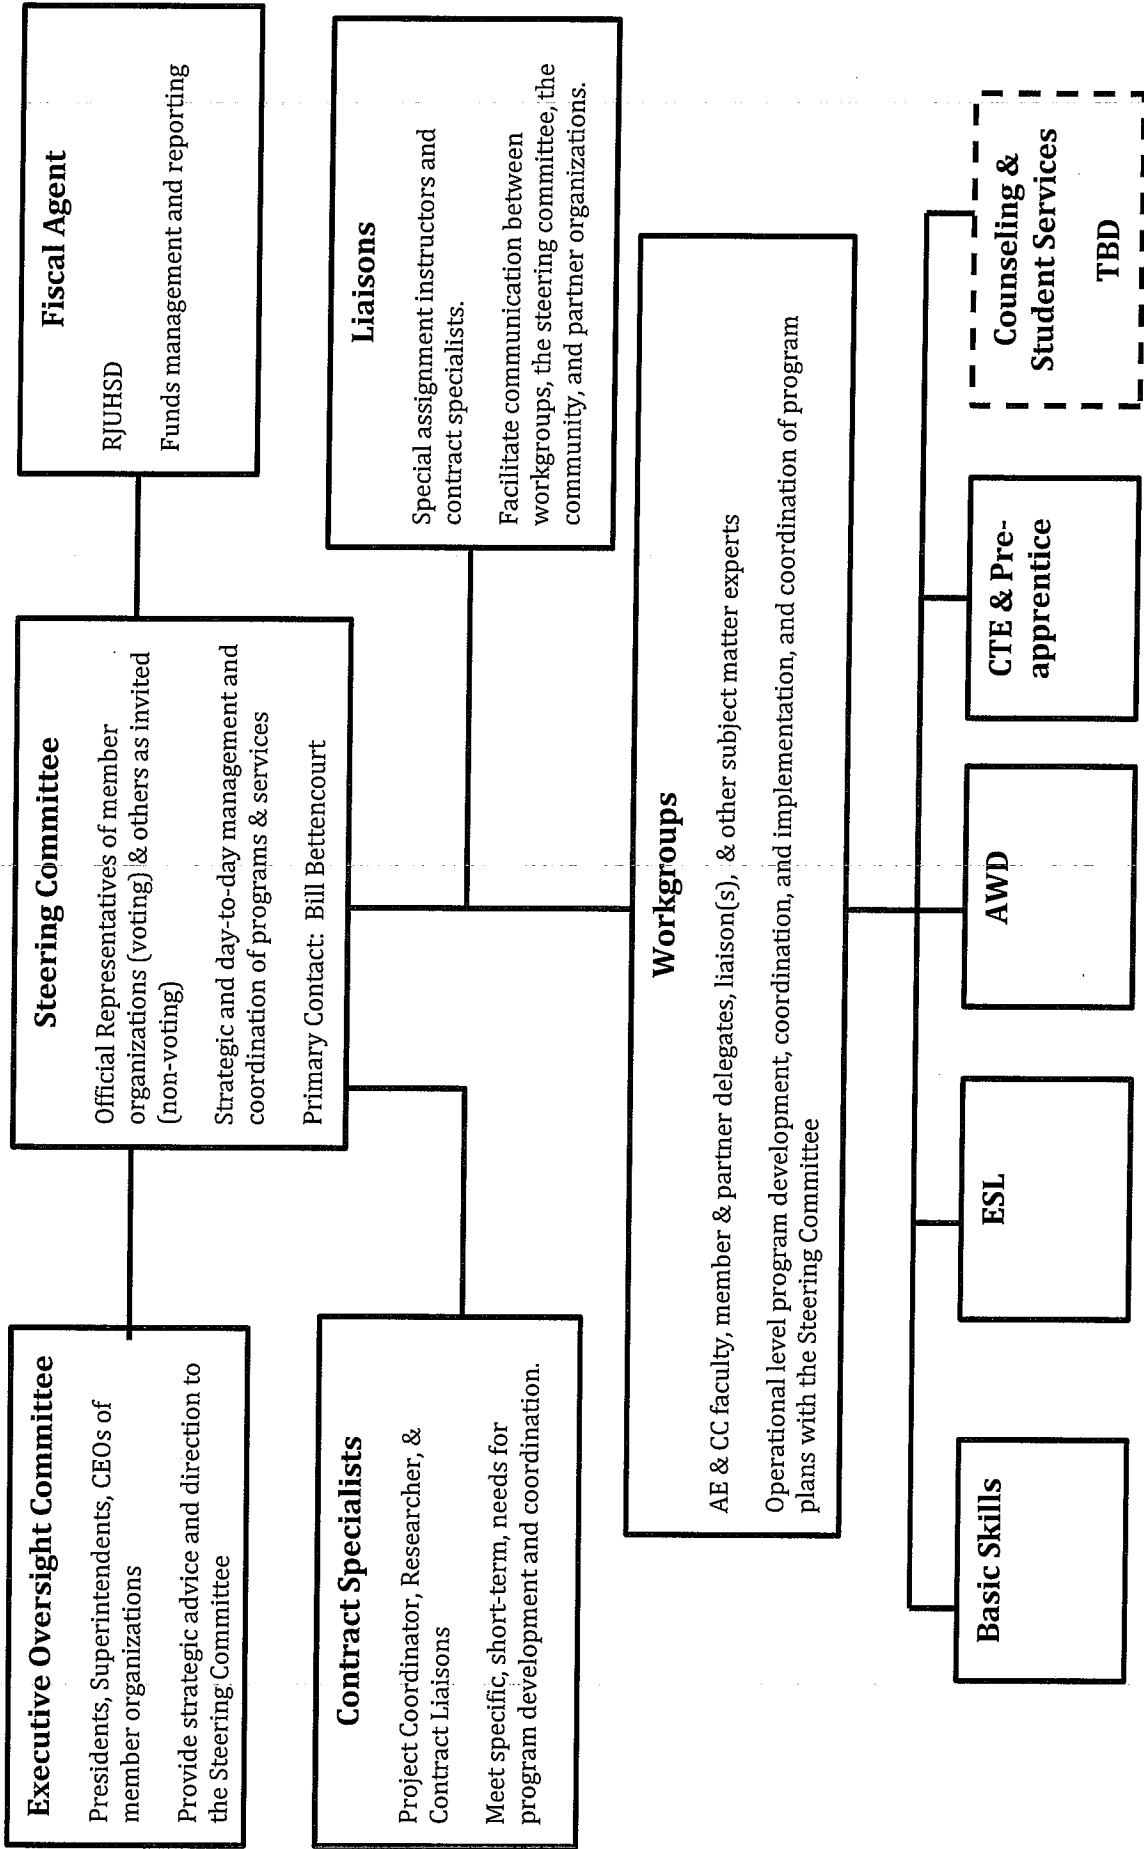 Executive Oversight Committee
Presidents, Superintendents, CEOs of
member organizations
Provide strategic advice and direction to
the Steering Committee
Steering Committee
Official Representatives of member
organizations (voting) & others as invited
(non-voting)
Strategic and day-to-day management and
coordination of programs & services
Primary Contact: Bill Bettencourt
Fiscal Agent
RJUHSD
Funds management and reporting
Contract Specialists
Project Coordinator, Researcher, &
Contract Liaisons
Meet specific, short-term, needs for
program development and coordination.
Liaisons
Special assignment instructors and
contract specialists.
Facilitate communication between
workgroups, the steering committee, the
community, and partner organizations.
Workgroups
AE & CC faculty, member & partner delegates, liaison(s), & other subject matter experts
Operational level program development, coordination, and implementation, and coordination of program
plans with the Steering Committee
Basic Skills
ESL
AWD
CTE & Pre-
apprentice
Counseling &
Student Services
TBD